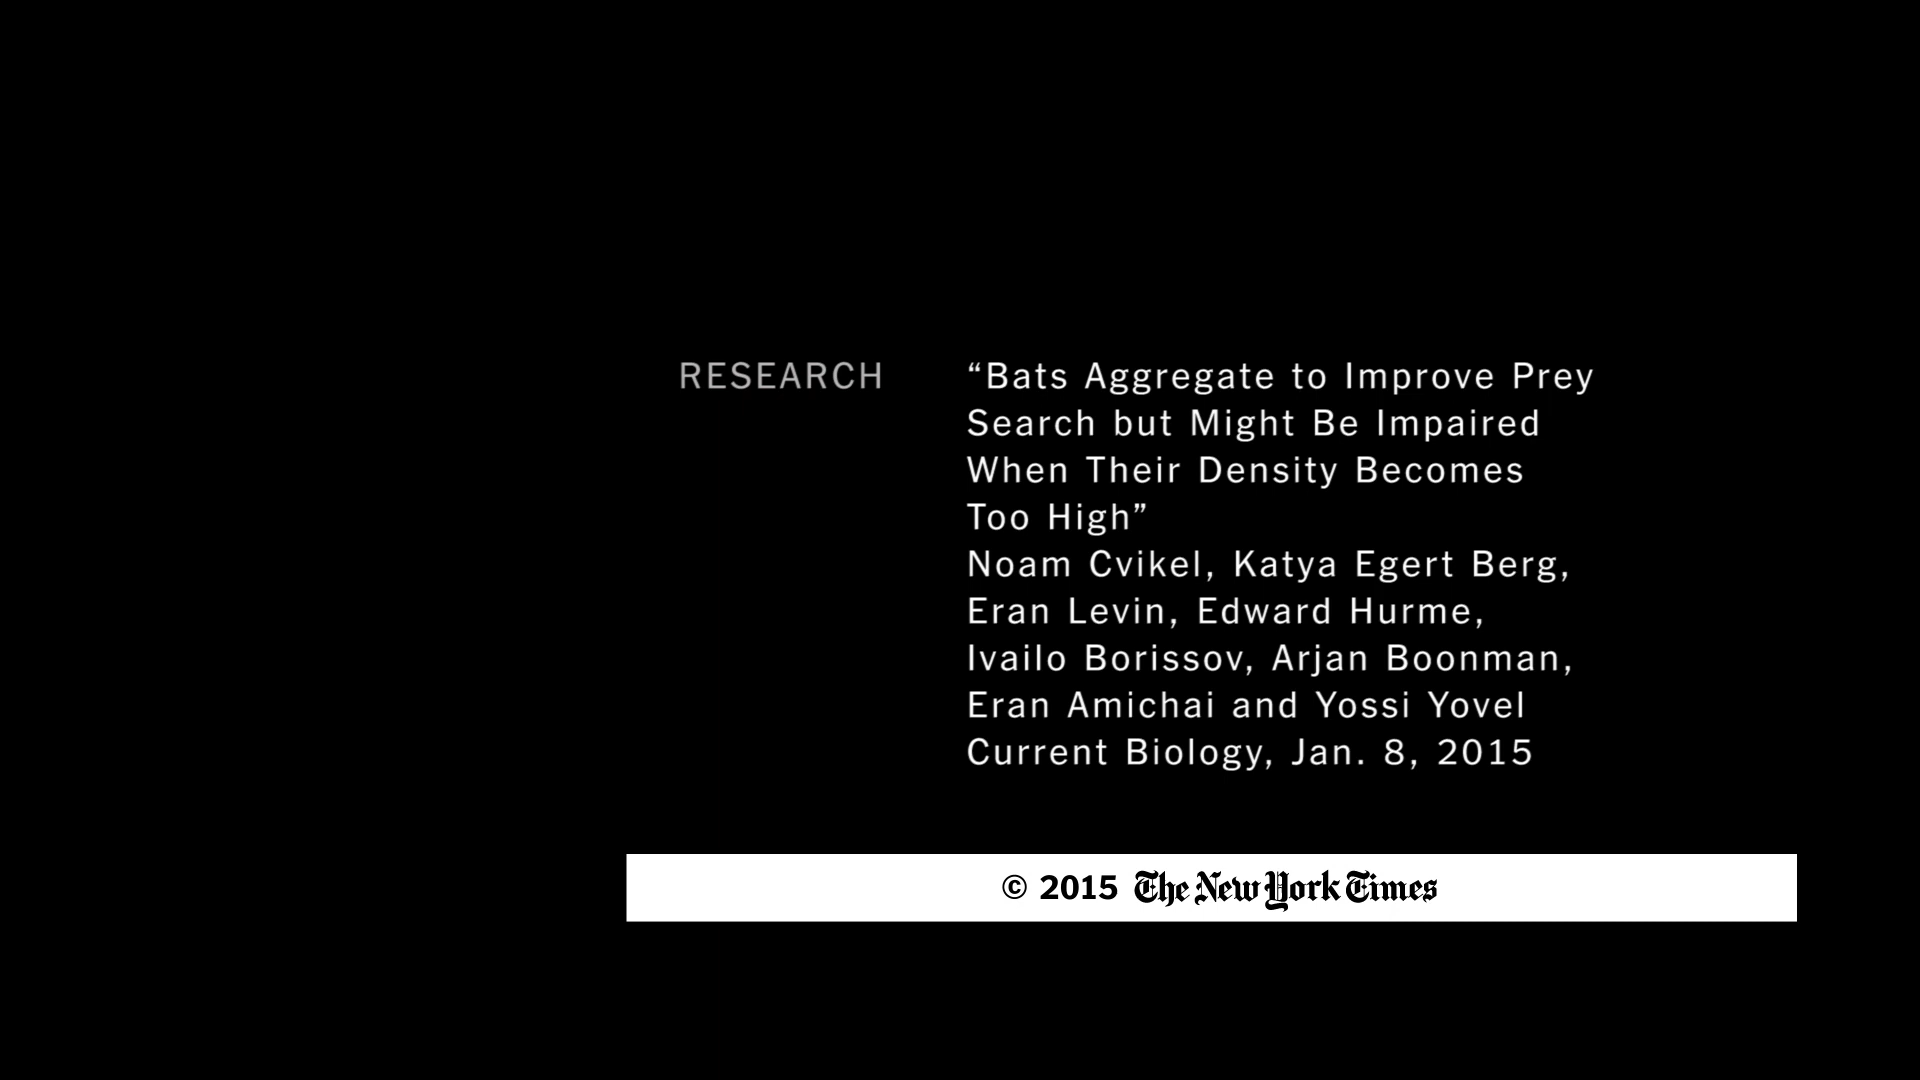 RESEARCH
“Bats Aggregate to Improve Prey
Search but Might Be Impaired
When Their Density Becomes
Too High”
Noam Cvikel, Katya Egert Berg,
Eran Levin, Edward Hurme,
Ivailo Borissov, Arjan Boonman,
Eran Amichai and Yossi Yovel
Current Biology, Jan. 8, 2015
© 2015 The New York Times